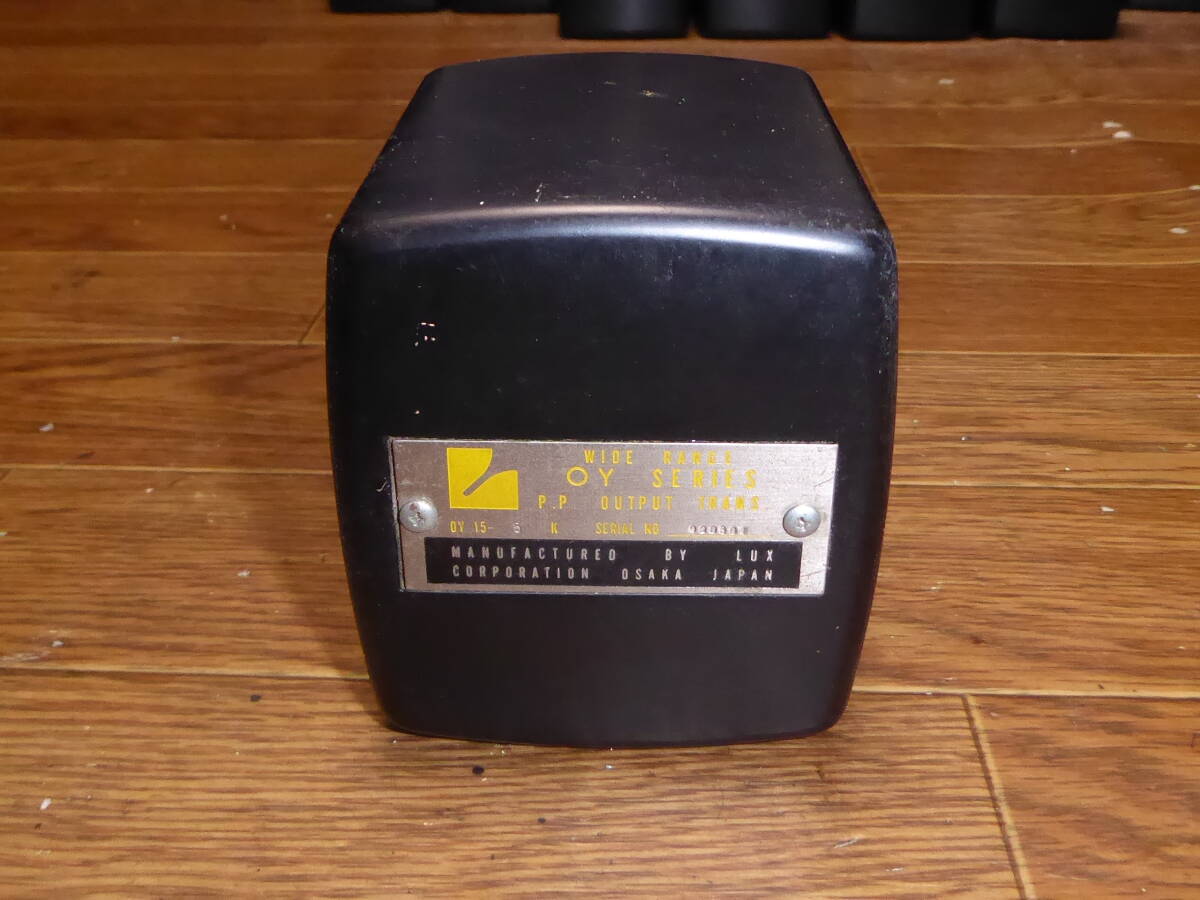 WIDE RANGE
OY SERIES
P.P OUTPUT TRANS
OY 15- 5 K SERIAL NO
MANUFACTURED BY LUX
CORPORATION OSAKA JAPAN